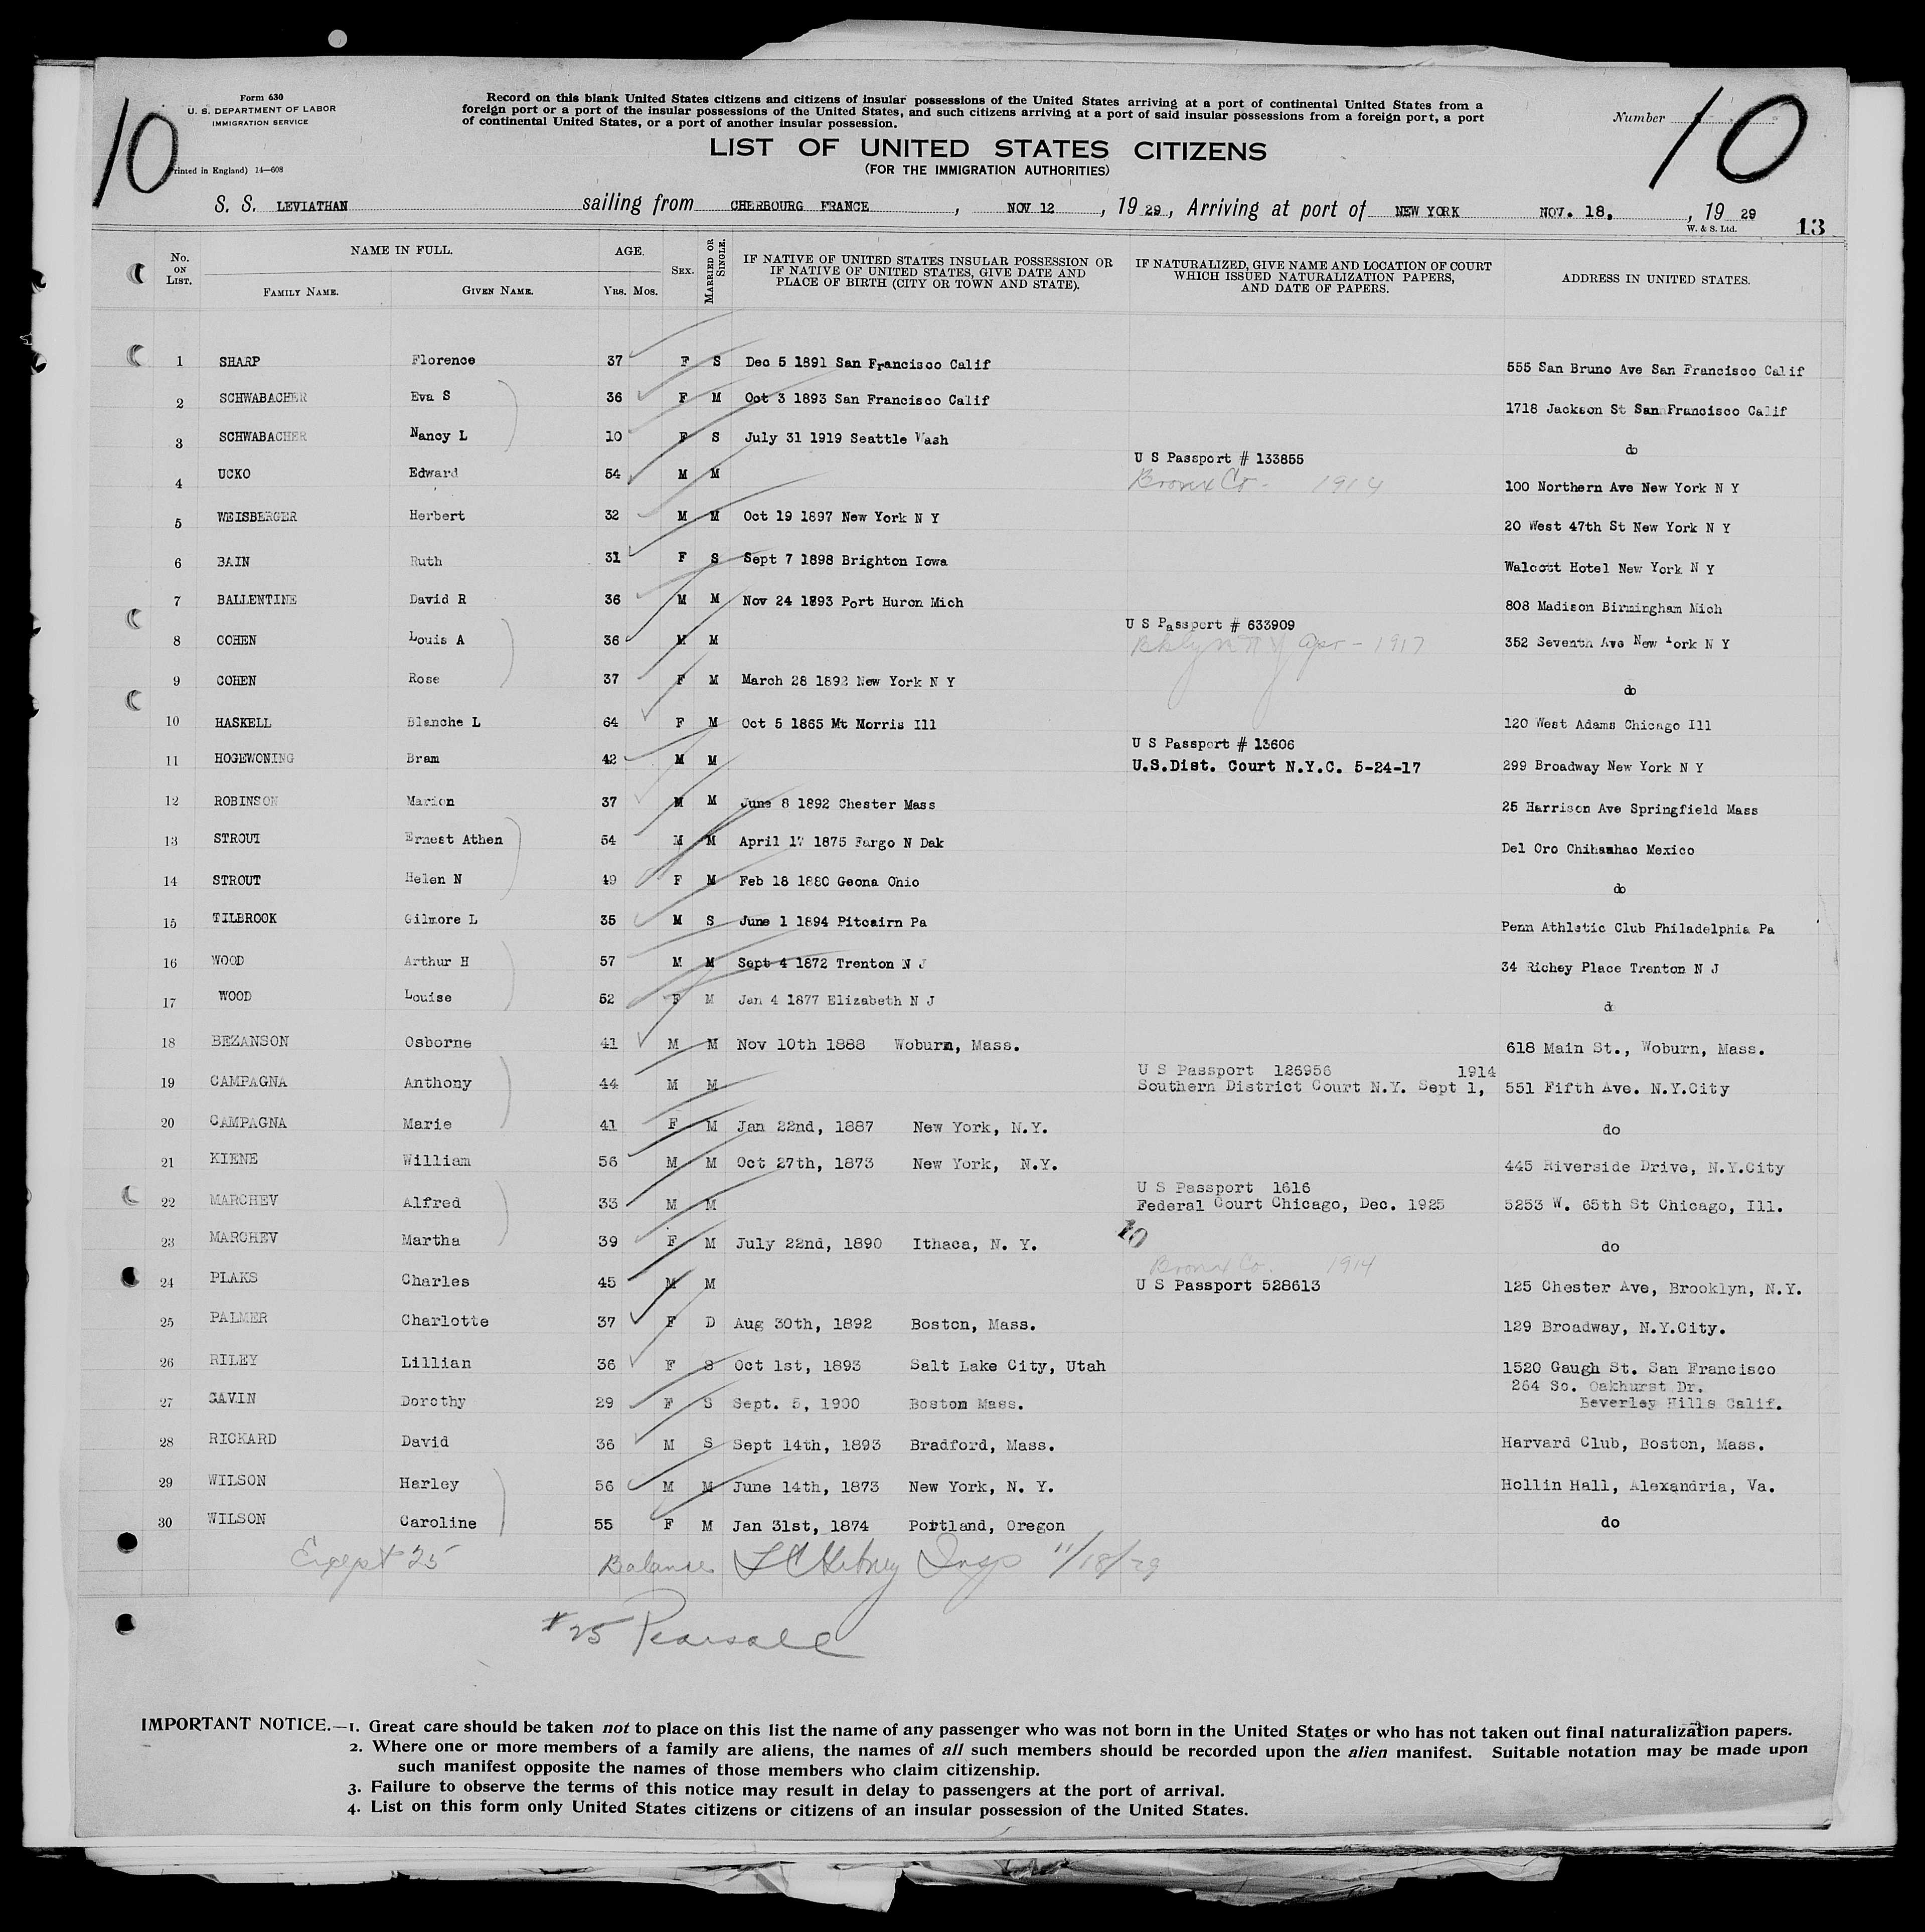 10
Form 630
U. S. DEPARTMENT OF LABOR
IMMIGRATION SERVICE
rinted in England) 14—608
Record on this blank United States citizens and citizens of insular possessions of the United States arriving at a port of continental United States from a
foreign port or a port of the insular possessions of the United States, and such citizens arriving at a port of said insular possessions from a foreign port, a port
of continental United States, or a port of another insular possession.
Number 10
LIST OF UNITED STATES CITIZENS
(FOR THE IMMIGRATION AUTHORITIES)
S. S. LEVIATHAN sailing from CHERBOURG FRANCE, NOV 12, 19 29, Arriving at port of NEW YORK NOV. 18, , 19 29
W. & S. Ltd. 13
No. ON LIST. NAME IN FULL. FAMILY NAME. GIVEN NAME. AGE. Yrs. Mos. SEX. MARRIED OR SINGLE. IF NATIVE OF UNITED STATES INSULAR POSSESSION OR IF NATIVE OF UNITED STATES, GIVE DATE AND PLACE OF BIRTH (CITY OR TOWN AND STATE). IF NATURALIZED, GIVE NAME AND LOCATION OF COURT WHICH ISSUED NATURALIZATION PAPERS, AND DATE OF PAPERS. ADDRESS IN UNITED STATES.
1 SHARP Florence 37 F S Dec 5 1891 San Francisco Calif 555 San Bruno Ave San Francisco Calif
2 SCHWABACHER Eva S 36 F M Oct 3 1893 San Francisco Calif 1718 Jackson St San Francisco Calif
3 SCHWABACHER Nancy L 10 F S July 31 1919 Seattle Wash do
U S Passport # 133855
4 UCKO Edward 54 M M Bronx Co. - 1914 100 Northern Ave New York N Y
5 WEISBERGER Herbert 32 M M Oct 19 1897 New York N Y 20 West 47th St New York N Y
6 BAIN Ruth 31 F S Sept 7 1898 Brighton Iowa Walcott Hotel New York N Y
7 BALLENTINE David R 36 M M Nov 24 1893 Port Huron Mich 808 Madison Birmingham Mich
U S Passport # 633909
8 COHEN Louis A 36 M M Bklyn N Y Apr - 1917 352 Seventh Ave New York N Y
9 COHEN Rose 37 F M March 28 1892 New York N Y do
10 HASKELL Blanche L 64 F M Oct 5 1865 Mt Morris Ill 120 West Adams Chicago Ill
U S Passport # 13606
11 HOGEWONING Bram 42 M M U.S.Dist. Court N.Y.C. 5-24-17 299 Broadway New York N Y
12 ROBINSON Marion 37 M M June 8 1892 Chester Mass 25 Harrison Ave Springfield Mass
13 STROUT Ernest Athen 54 M M April 17 1875 Fargo N Dak Del Oro Chihauhao Mexico
14 STROUT Helen N 49 F M Feb 18 1880 Geona Ohio do
15 TILBROOK Gilmore L 35 M S June 1 1894 Pitcairn Pa Penn Athletic Club Philadelphia Pa
16 WOOD Arthur H 57 M M Sept 4 1872 Trenton N J 34 Richey Place Trenton N J
17 WOOD Louise 52 F M Jan 4 1877 Elizabeth N J do
18 BEZANSON Osborne 41 M M Nov 10th 1888 Woburn, Mass. 618 Main St., Woburn, Mass.
U S Passport 126956 1914
19 CAMPAGNA Anthony 44 M M Southern District Court N.Y. Sept 1, 551 Fifth Ave. N.Y.City
20 CAMPAGNA Marie 41 F M Jan 22nd, 1887 New York, N.Y. do
21 KIENE William 56 M M Oct 27th, 1873 New York, N.Y. 445 Riverside Drive, N.Y.City
U S Passport 1616
22 MARCHEV Alfred 33 M M Federal Court Chicago, Dec. 1925 5253 W. 65th St Chicago, Ill.
23 MARCHEV Martha 39 F M July 22nd, 1890 Ithaca, N. Y. 10 do
Bronx Co. 1914
24 PLAKS Charles 45 M M U S Passport 528613 125 Chester Ave, Brooklyn, N.Y.
25 PALMER Charlotte 37 F D Aug 30th, 1892 Boston, Mass. 129 Broadway, N.Y.City.
26 RILEY Lillian 36 F S Oct 1st, 1893 Salt Lake City, Utah 1520 Gaugh St. San Francisco
264 So. Oakhurst Dr.
27 GAVIN Dorothy 29 F S Sept. 5, 1900 Boston Mass. Beverley Hills Calif.
28 RICKARD David 36 M S Sept 14th, 1893 Bradford, Mass. Harvard Club, Boston, Mass.
29 WILSON Harley 56 M M June 14th, 1873 New York, N. Y. Hollin Hall, Alexandria, Va.
30 WILSON Caroline 55 F M Jan 31st, 1874 Portland, Oregon do
Except 25 Balance Insp 11/18/29
#25 Pearsall
IMPORTANT NOTICE.—1. Great care should be taken not to place on this list the name of any passenger who was not born in the United States or who has not taken out final naturalization papers.
2. Where one or more members of a family are aliens, the names of all such members should be recorded upon the alien manifest. Suitable notation may be made upon
such manifest opposite the names of those members who claim citizenship.
3. Failure to observe the terms of this notice may result in delay to passengers at the port of arrival.
4. List on this form only United States citizens or citizens of an insular possession of the United States.